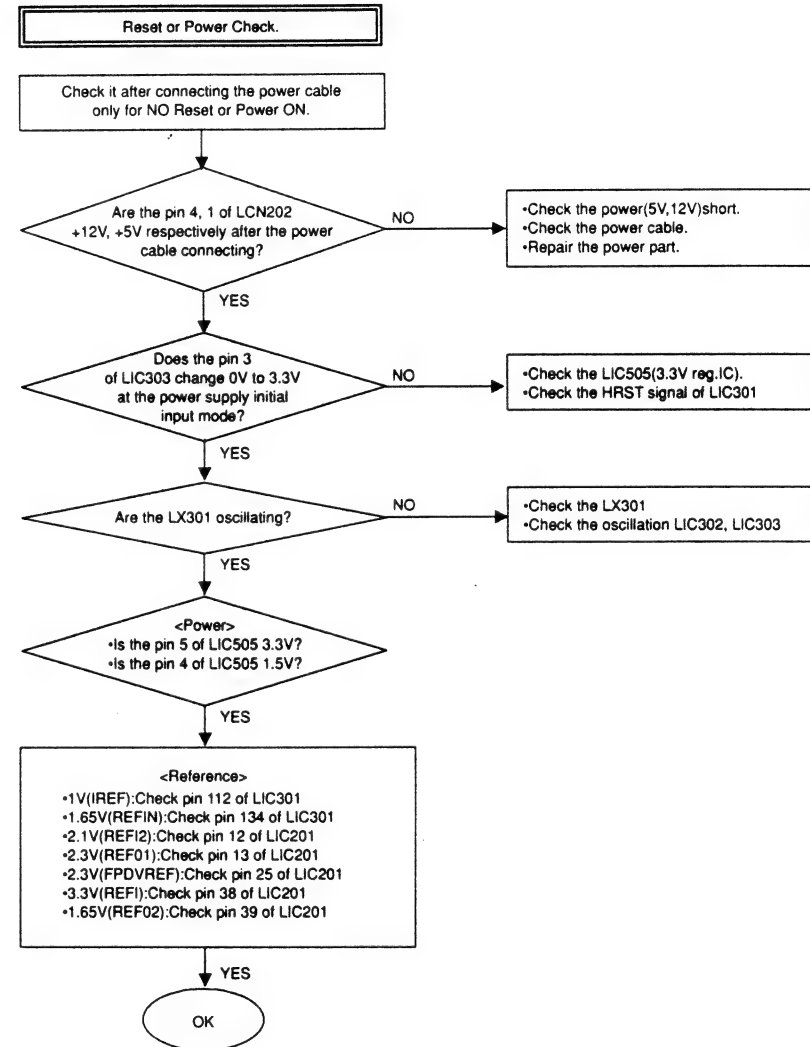 Reset or Power Check.
Check it after connecting the power cable
only for NO Reset or Power ON.
Are the pin 4, 1 of LCN202
+12V, +5V respectively after the power
cable connecting?
NO
•Check the power(5V,12V)short.
•Check the power cable.
•Repair the power part.
YES
Does the pin 3
of LIC303 change 0V to 3.3V
at the power supply initial
input mode?
NO
•Check the LIC505(3.3V reg.IC).
•Check the HRST signal of LIC301
YES
Are the LX301 oscillating?
NO
•Check the LX301
•Check the oscillation LIC302, LIC303
YES
<Power>
•Is the pin 5 of LIC505 3.3V?
•Is the pin 4 of LIC505 1.5V?
YES
<Reference>
•1V(IREF):Check pin 112 of LIC301
•1.65V(REFIN):Check pin 134 of LIC301
•2.1V(REFI2):Check pin 12 of LIC201
•2.3V(REF01):Check pin 13 of LIC201
•2.3V(FPDVREF):Check pin 25 of LIC201
•3.3V(REFI):Check pin 38 of LIC201
•1.65V(REF02):Check pin 39 of LIC201
YES
OK